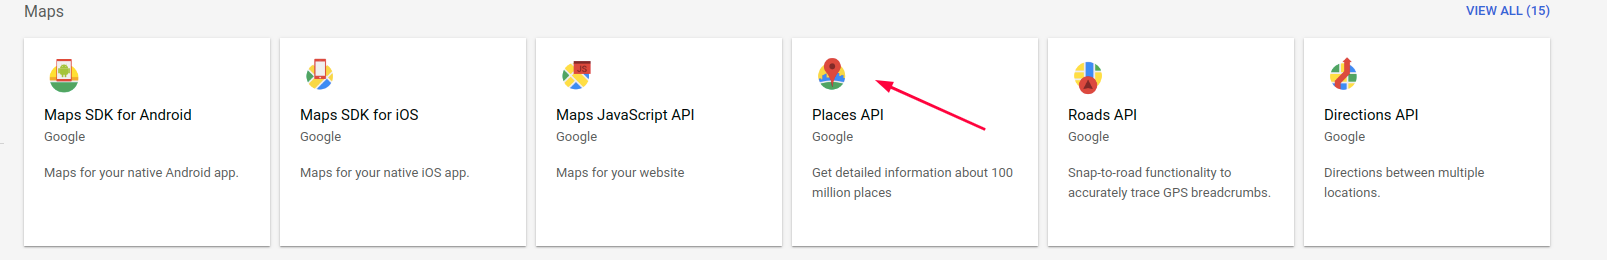 Maps
VIEW ALL (15)
Maps SDK for Android
Google
Maps for your native Android app.
Maps SDK for iOS
Google
Maps for your native iOS app.
JS
Maps JavaScript API
Google
Maps for your website
Places API
Google
Get detailed information about 100
million places
Roads API
Google
Snap-to-road functionality to
accurately trace GPS breadcrumbs.
Directions API
Google
Directions between multiple
locations.